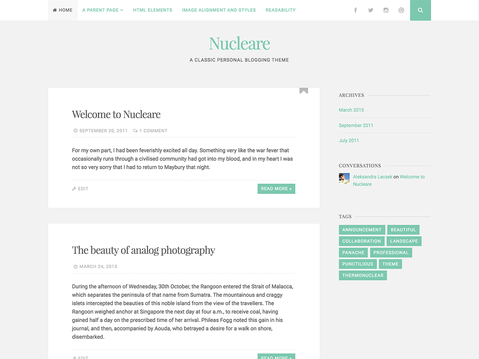 HOME
A PARENT PAGE
HTML ELEMENTS
IMAGE ALIGNMENT AND STYLES
READABILITY
Nucleare
A CLASSIC PERSONAL BLOGGING THEME
Welcome to Nucleare
SEPTEMBER 20, 2011
1 COMMENT
For my own part, I had been feverishly excited all day. Something very like the war fever that
occasionally runs through a civilised community had got into my blood, and in my heart I was
not so very sorry that I had to return to Maybury that night.
EDIT
READ MORE »
The beauty of analog photography
MARCH 24, 2013
During the afternoon of Wednesday, 30th October, the Rangoon entered the Strait of Malacca,
which separates the peninsula of that name from Sumatra. The mountainous and craggy
islets intercepted the beauties of this noble island from the view of the travellers. The
Rangoon weighed anchor at Singapore the next day at four a.m., to receive coal, having
gained half a day on the prescribed time of her arrival. Phileas Fogg noted this gain in his
journal, and then, accompanied by Aouda, who betrayed a desire for a walk on shore,
disembarked.
EDIT
READ MORE »
ARCHIVES
March 2013
September 2011
July 2011
CONVERSATIONS
Aleksandra Laczek on Welcome to
Nucleare
TAGS
ANNOUNCEMENT BEAUTIFUL
COLLABORATION LANDSCAPE
PANACHE PROFESSIONAL
PUNCTILIOUS THEME
THERMONUCLEAR